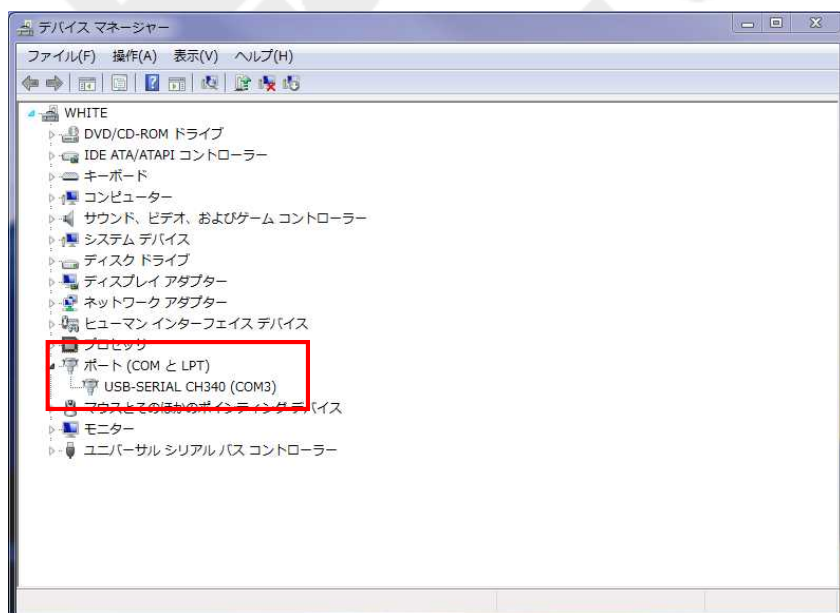 デバイス マネージャー
ファイル(F) 操作(A) 表示(V) ヘルプ(H)
WHITE
DVD/CD-ROM ドライブ
IDE ATA/ATAPI コントローラー
キーボード
コンピューター
サウンド、ビデオ、およびゲーム コントローラー
システム デバイス
ディスク ドライブ
ディスプレイ アダプター
ネットワーク アダプター
ヒューマン インターフェイス デバイス
プロセッサ
ポート (COM と LPT)
USB-SERIAL CH340 (COM3)
マウスとそのほかのポインティング デバイス
モニター
ユニバーサル シリアル バス コントローラー